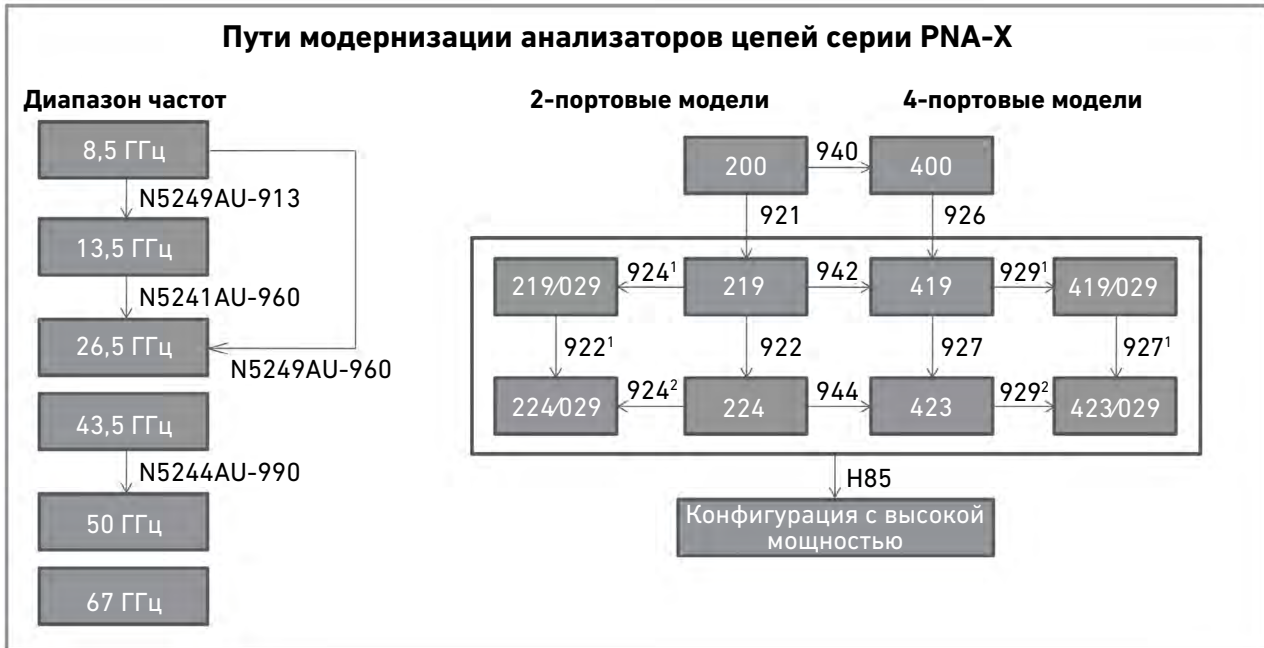 Пути модернизации анализаторов цепей серии PNA-X
Диапазон частот
8,5 ГГц
N5249AU-913
13,5 ГГц
N5241AU-960
26,5 ГГц
N5249AU-960
43,5 ГГц
N5244AU-990
50 ГГц
67 ГГц
2-портовые модели 4-портовые модели
200 940 400
921 926
219/029 924¹ 219 942 419 929¹ 419/029
922¹ 922 927 927¹
224/029 924² 224 944 423 929² 423/029
H85
Конфигурация с высокой
мощностью